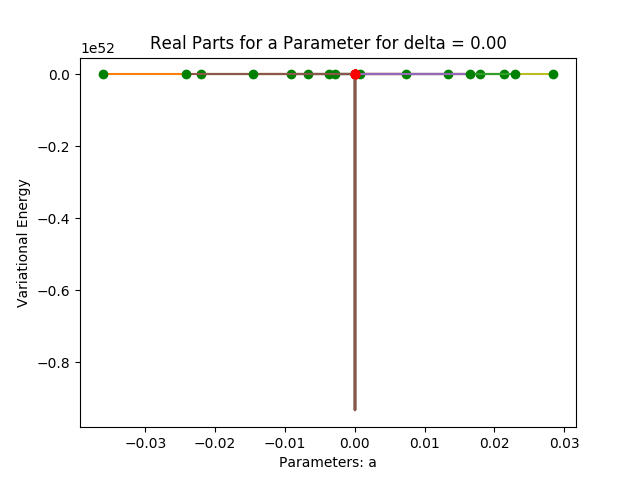 Real Parts for a Parameter for delta = 0.00
1e52
0.0
−0.2
−0.4
−0.6
−0.8
Variational Energy
−0.03 −0.02 −0.01 0.00 0.01 0.02 0.03
Parameters: a